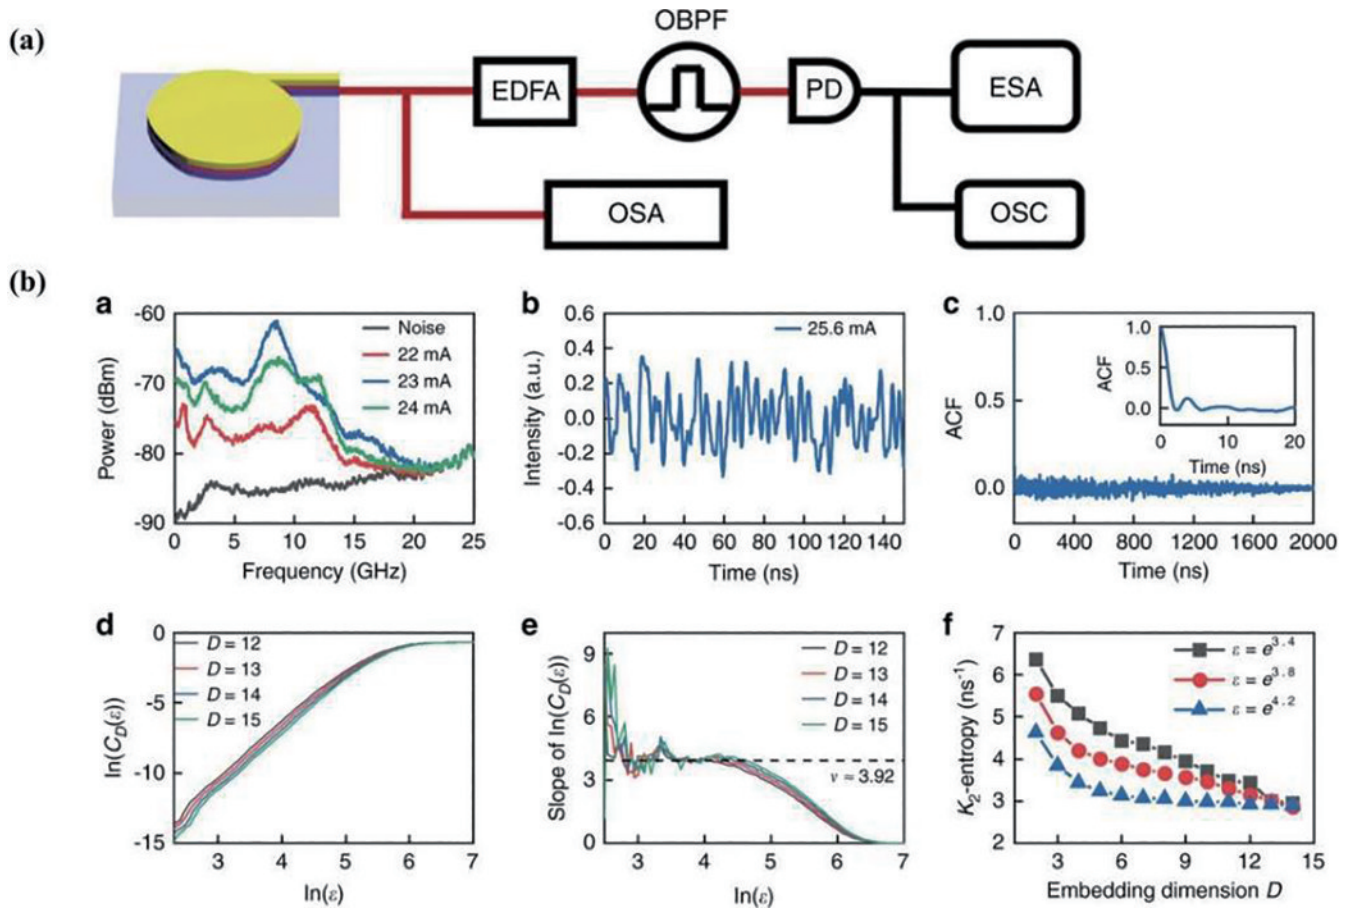 (a)
OBPF
EDFA
PD
ESA
OSA
OSC
(b)
a
-60
-70
-80
-90
Power (dBm)
Noise
22 mA
23 mA
24 mA
0 5 10 15 20 25
Frequency (GHz)
b
0.6
0.4
0.2
0.0
-0.2
-0.4
-0.6
Intensity (a.u.)
25.6 mA
0 20 40 60 80 100 120 140
Time (ns)
c
1.0
0.5
0.0
ACF
1.0
0.5
0.0
ACF
0 10 20
Time (ns)
0 400 800 1200 1600 2000
Time (ns)
d
0
-5
-10
-15
ln(C_D(ε))
D = 12
D = 13
D = 14
D = 15
3 4 5 6 7
ln(ε)
e
9
6
3
0
Slope of ln(C_D(ε))
D = 12
D = 13
D = 14
D = 15
ν ≈ 3.92
3 4 5 6 7
ln(ε)
f
7
6
5
4
3
2
K₂-entropy (ns⁻¹)
ε = e³·⁴
ε = e³·⁸
ε = e⁴·²
3 6 9 12 15
Embedding dimension D